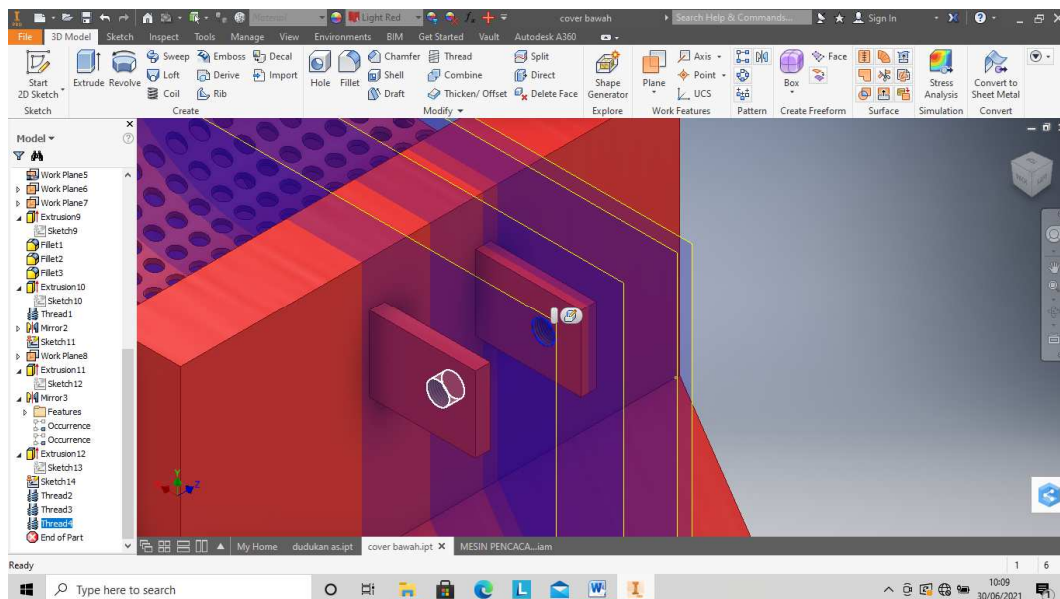 Material
Light Red
cover bawah
Search Help & Commands...
Sign In
File 3D Model Sketch Inspect Tools Manage View Environments BIM Get Started Vault Autodesk A360
Start 2D Sketch
Extrude
Revolve
Sweep
Emboss
Decal
Loft
Derive
Import
Coil
Rib
Hole
Fillet
Chamfer
Thread
Split
Shell
Combine
Direct
Draft
Thicken/ Offset
Delete Face
Shape Generator
Plane
Axis
Point
UCS
Box
Face
Stress Analysis
Convert to Sheet Metal
Sketch
Create
Modify
Explore
Work Features
Pattern
Create Freeform
Surface
Simulation
Convert
Model
Work Plane5
Work Plane6
Work Plane7
Extrusion9
Sketch9
Fillet1
Fillet2
Fillet3
Extrusion10
Sketch10
Thread1
Mirror2
Sketch11
Work Plane8
Extrusion11
Sketch12
Mirror3
Features
Occurrence
Occurrence
Extrusion12
Sketch13
Sketch14
Thread2
Thread3
Thread4
End of Part
My Home
dudukan as.ipt
cover bawah.ipt
MESIN PENCACA...iam
Ready
1 6
Type here to search
10:09
30/06/2021